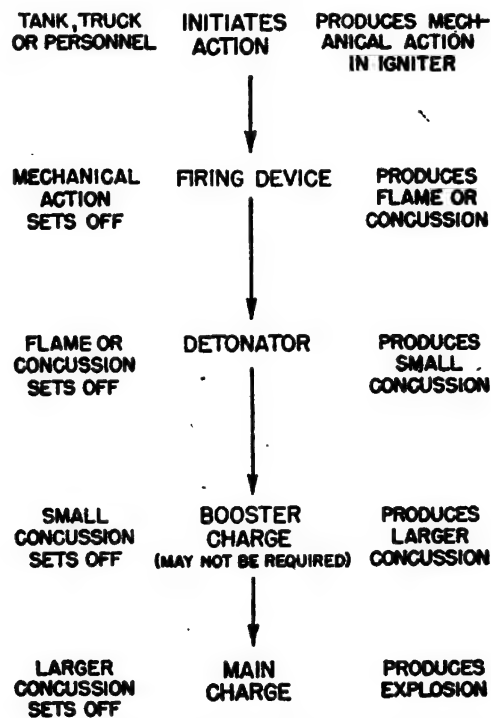 TANK, TRUCK
OR PERSONNEL
INITIATES
ACTION
PRODUCES MECH-
ANICAL ACTION
IN IGNITER
MECHANICAL
ACTION
SETS OFF
FIRING DEVICE
PRODUCES
FLAME OR
CONCUSSION
FLAME OR
CONCUSSION
SETS OFF
DETONATOR
PRODUCES
SMALL
CONCUSSION
SMALL
CONCUSSION
SETS OFF
BOOSTER
CHARGE
(MAY NOT BE REQUIRED)
PRODUCES
LARGER
CONCUSSION
LARGER
CONCUSSION
SETS OFF
MAIN
CHARGE
PRODUCES
EXPLOSION